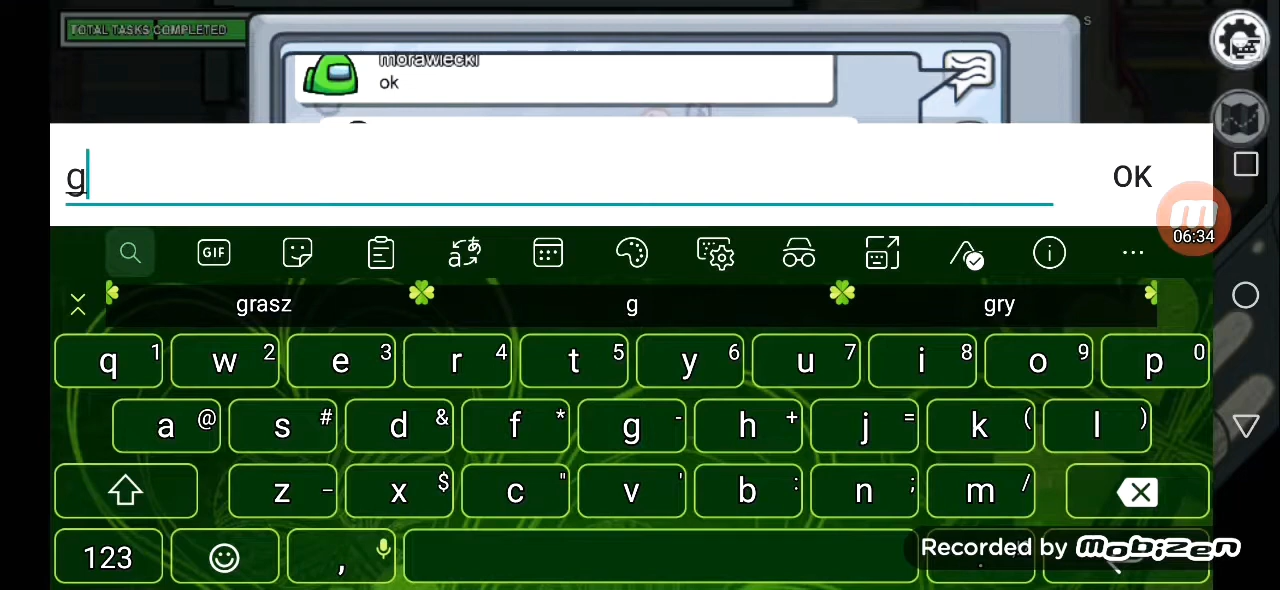 TOTAL TASKS COMPLETED
s
morawiecki
ok
g
OK
06:34
GIF
grasz g gry
q 1 w 2 e 3 r 4 t 5 y 6 u 7 i 8 o 9 p 0
a @ s # d & f * g - h + j = k ( l )
z _ x $ c " v ' b : n ; m /
123 , .
Recorded by mobizen